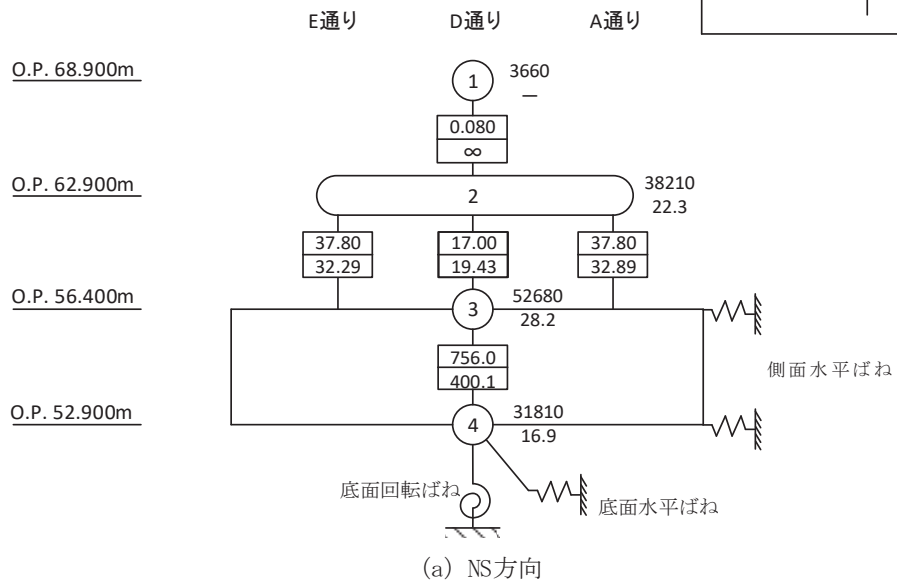 E通り D通り A通り
O.P. 68.900m 1 3660
—
0.080
∞
O.P. 62.900m 2 38210
22.3
37.80 17.00 37.80
32.29 19.43 32.89
O.P. 56.400m 3 52680
28.2
756.0
400.1
側面水平ばね
O.P. 52.900m 4 31810
16.9
底面回転ばね 底面水平ばね
(a) NS方向